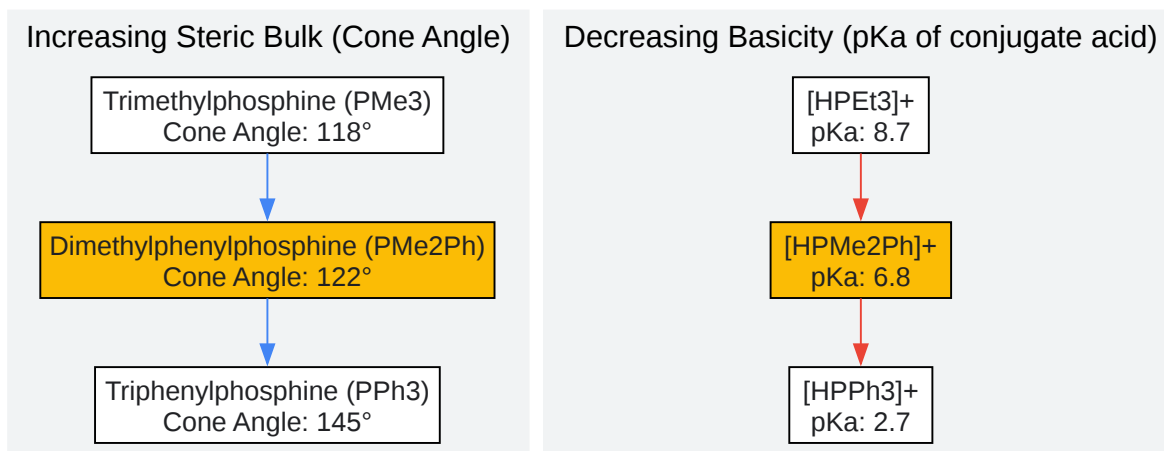 Increasing Steric Bulk (Cone Angle)
Trimethylphosphine (PMe3)
Cone Angle: 118°
Dimethylphenylphosphine (PMe2Ph)
Cone Angle: 122°
Triphenylphosphine (PPh3)
Cone Angle: 145°
Decreasing Basicity (pKa of conjugate acid)
[HPEt3]+
pKa: 8.7
[HPMe2Ph]+
pKa: 6.8
[HPPh3]+
pKa: 2.7